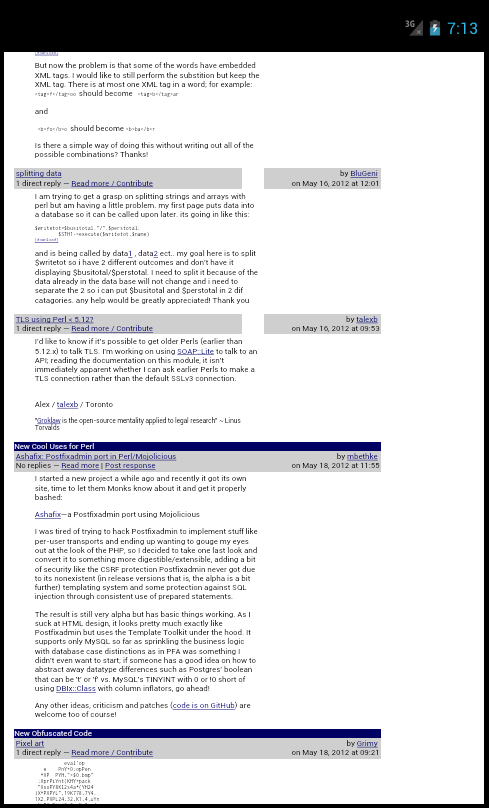 3G 7:13
But now the problem is that some of the words have embedded
XML tags. I would like to still perform the substition but keep the
XML tag. There is at most one XML tag in a word; for example:
<tag>f</tag>oo should become <tag>b</tag>ar
and
<b>fo</b>o should become <b>ba</b>r
Is there a simple way of doing this without writing out all of the
possible combinations? Thanks!
splitting data by BluGeni
1 direct reply — Read more / Contribute on May 16, 2012 at 12:01
I am trying to get a grasp on splitting strings and arrays with
perl but am having a little problem. my first page puts data into
a database so it can be called upon later. its going in like this:
$writetot=$busitotal."/".$perstotal;
$STH1->execute($writetot,$name)
[download]
and is being called by data1 , data2 ect.. my goal here is to split
$writetot so i have 2 different outcomes and don't have it
displaying $busitotal/$perstotal. I need to split it because of the
data already in the data base will not change and i need to
separate the 2 so i can put $busitotal and $perstotal in 2 dif
catagories. any help would be greatly appreciated! Thank you
TLS using Perl < 5.12? by talexb
1 direct reply — Read more / Contribute on May 16, 2012 at 09:53
I'd like to know if it's possible to get older Perls (earlier than
5.12.x) to talk TLS. I'm working on using SOAP::Lite to talk to an
API; reading the documentation on this module, it isn't
immediately apparent whether I can ask earlier Perls to make a
TLS connection rather than the default SSLv3 connection.
Alex / talexb / Toronto
"Groklaw is the open-source mentality applied to legal research" ~ Linus
Torvalds
New Cool Uses for Perl
Ashafix: Postfixadmin port in Perl/Mojolicious by mbethke
No replies — Read more | Post response on May 18, 2012 at 11:55
I started a new project a while ago and recently it got its own
site, time to let them Monks know about it and get it properly
bashed:
Ashafix—a Postfixadmin port using Mojolicious
I was tired of trying to hack Postfixadmin to implement stuff like
per-user transports and ending up wanting to gouge my eyes
out at the look of the PHP, so I decided to take one last look and
convert it to something more digestible/extensible, adding a bit
of security like the CSRF protection Postfixadmin never got due
to its nonexistent (in release versions that is, the alpha is a bit
further) templating system and some protection against SQL
injection through consistent use of prepared statements.
The result is still very alpha but has basic things working. As I
suck at HTML design, it looks pretty much exactly like
Postfixadmin but uses the Template Toolkit under the hood. It
supports only MySQL so far as sprinkling the business logic
with database case distinctions as in PFA was something I
didn't even want to start; if someone has a good idea on how to
abstract away datatype differences such as Postgres' boolean
that can be 't' or 'f' vs. MySQL's TINYINT with 0 or !0 short of
using DBIx::Class with column inflators, go ahead!
Any other ideas, criticism and patches (code is on GitHub) are
welcome too of course!
New Obfuscated Code
Pixel art by Grimy
1 direct reply — Read more / Contribute on May 18, 2012 at 09:21
eval'op